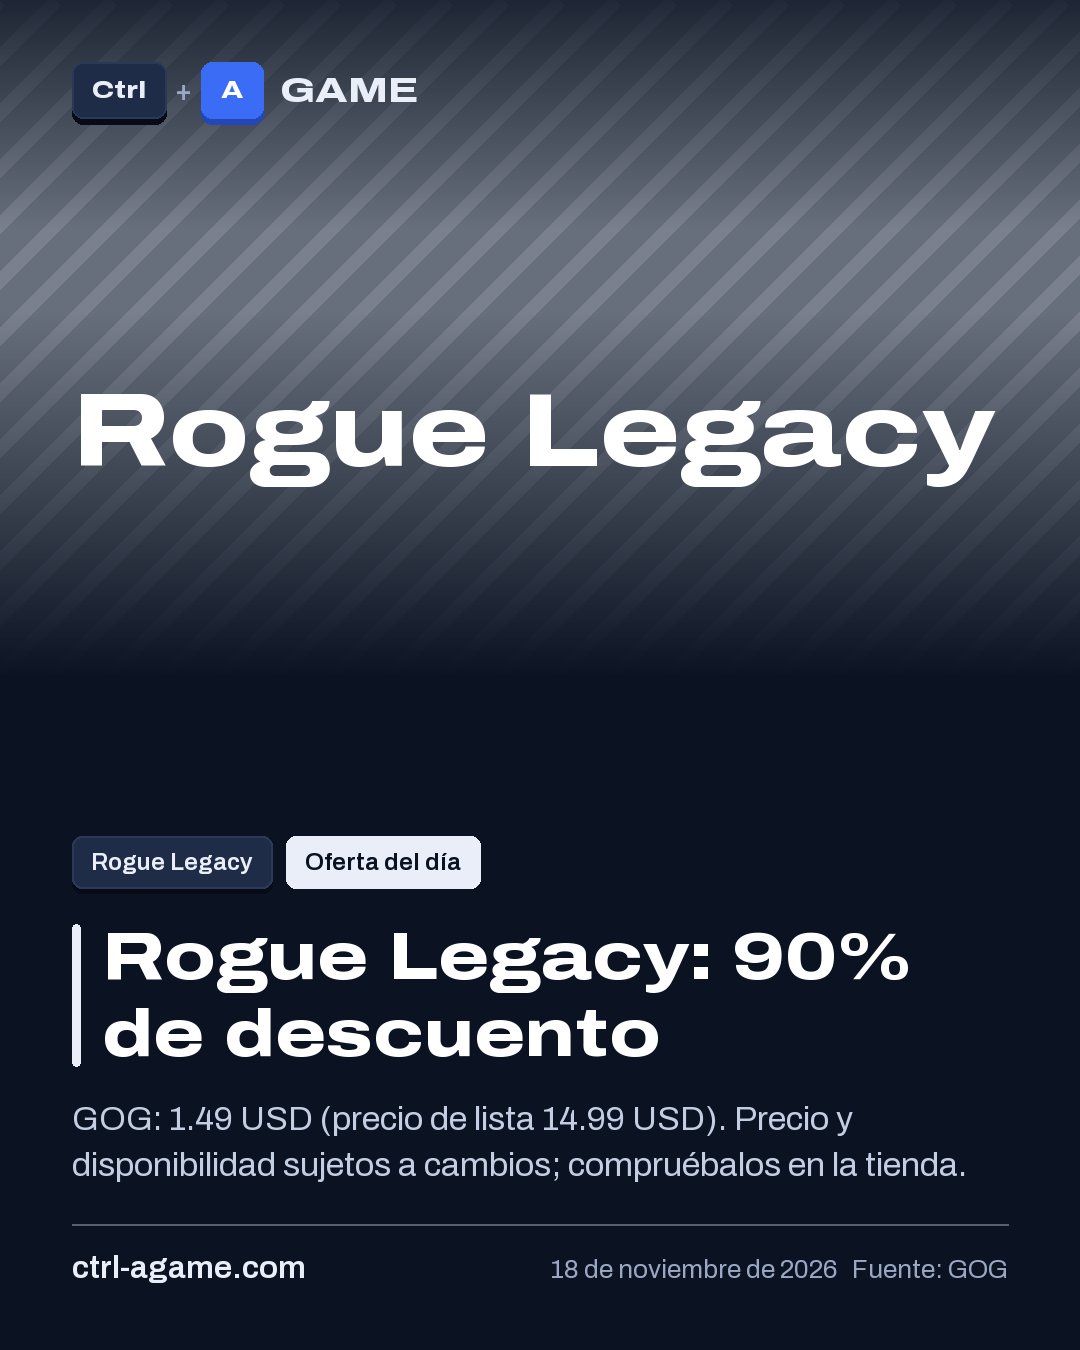 Ctrl + A GAME
Rogue Legacy
Rogue Legacy Oferta del día
Rogue Legacy: 90%
de descuento
GOG: 1.49 USD (precio de lista 14.99 USD). Precio y
disponibilidad sujetos a cambios; compruébalos en la tienda.
ctrl-agame.com 18 de noviembre de 2026 Fuente: GOG